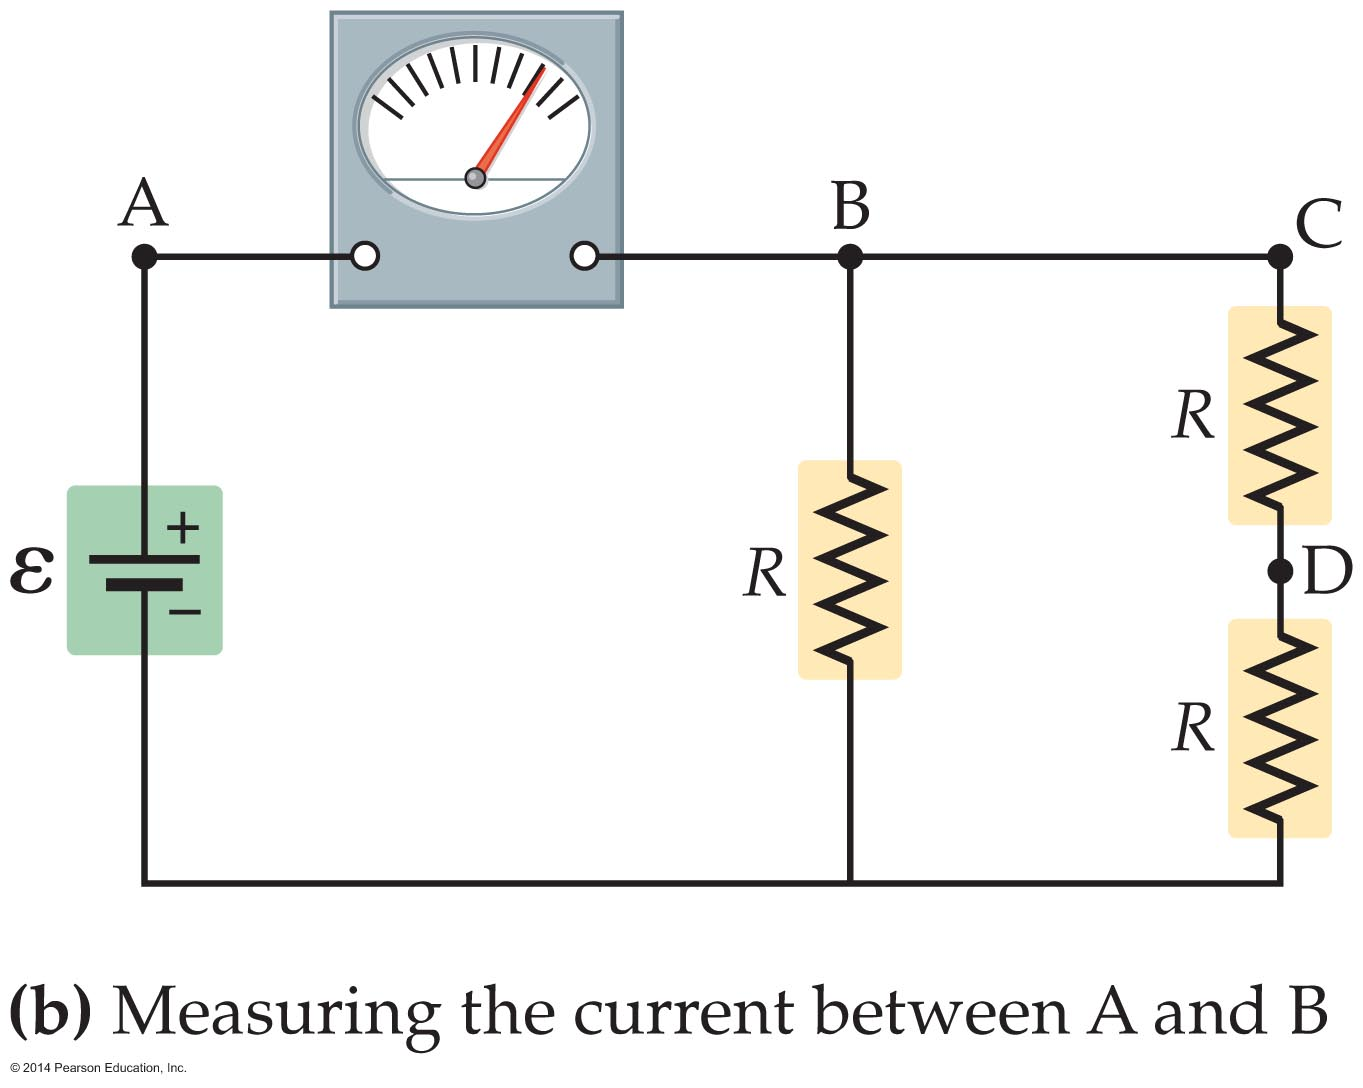 A
B
C
R
+
ε
R
D
−
R
(b) Measuring the current between A and B
© 2014 Pearson Education, Inc.